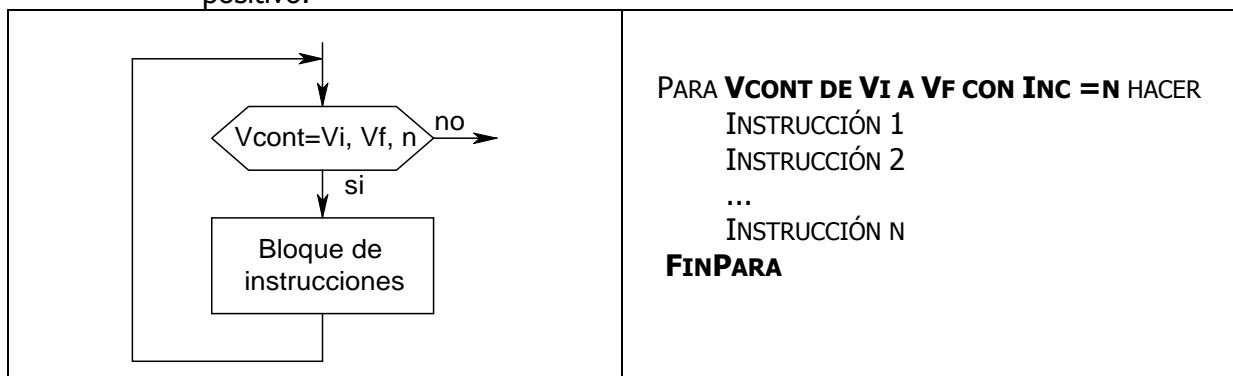 positivo.
Vcont=Vi, Vf, n
no
si
Bloque de
instrucciones
PARA VCONT DE VI A VF CON INC =N HACER
INSTRUCCIÓN 1
INSTRUCCIÓN 2
...
INSTRUCCIÓN N
FINPARA